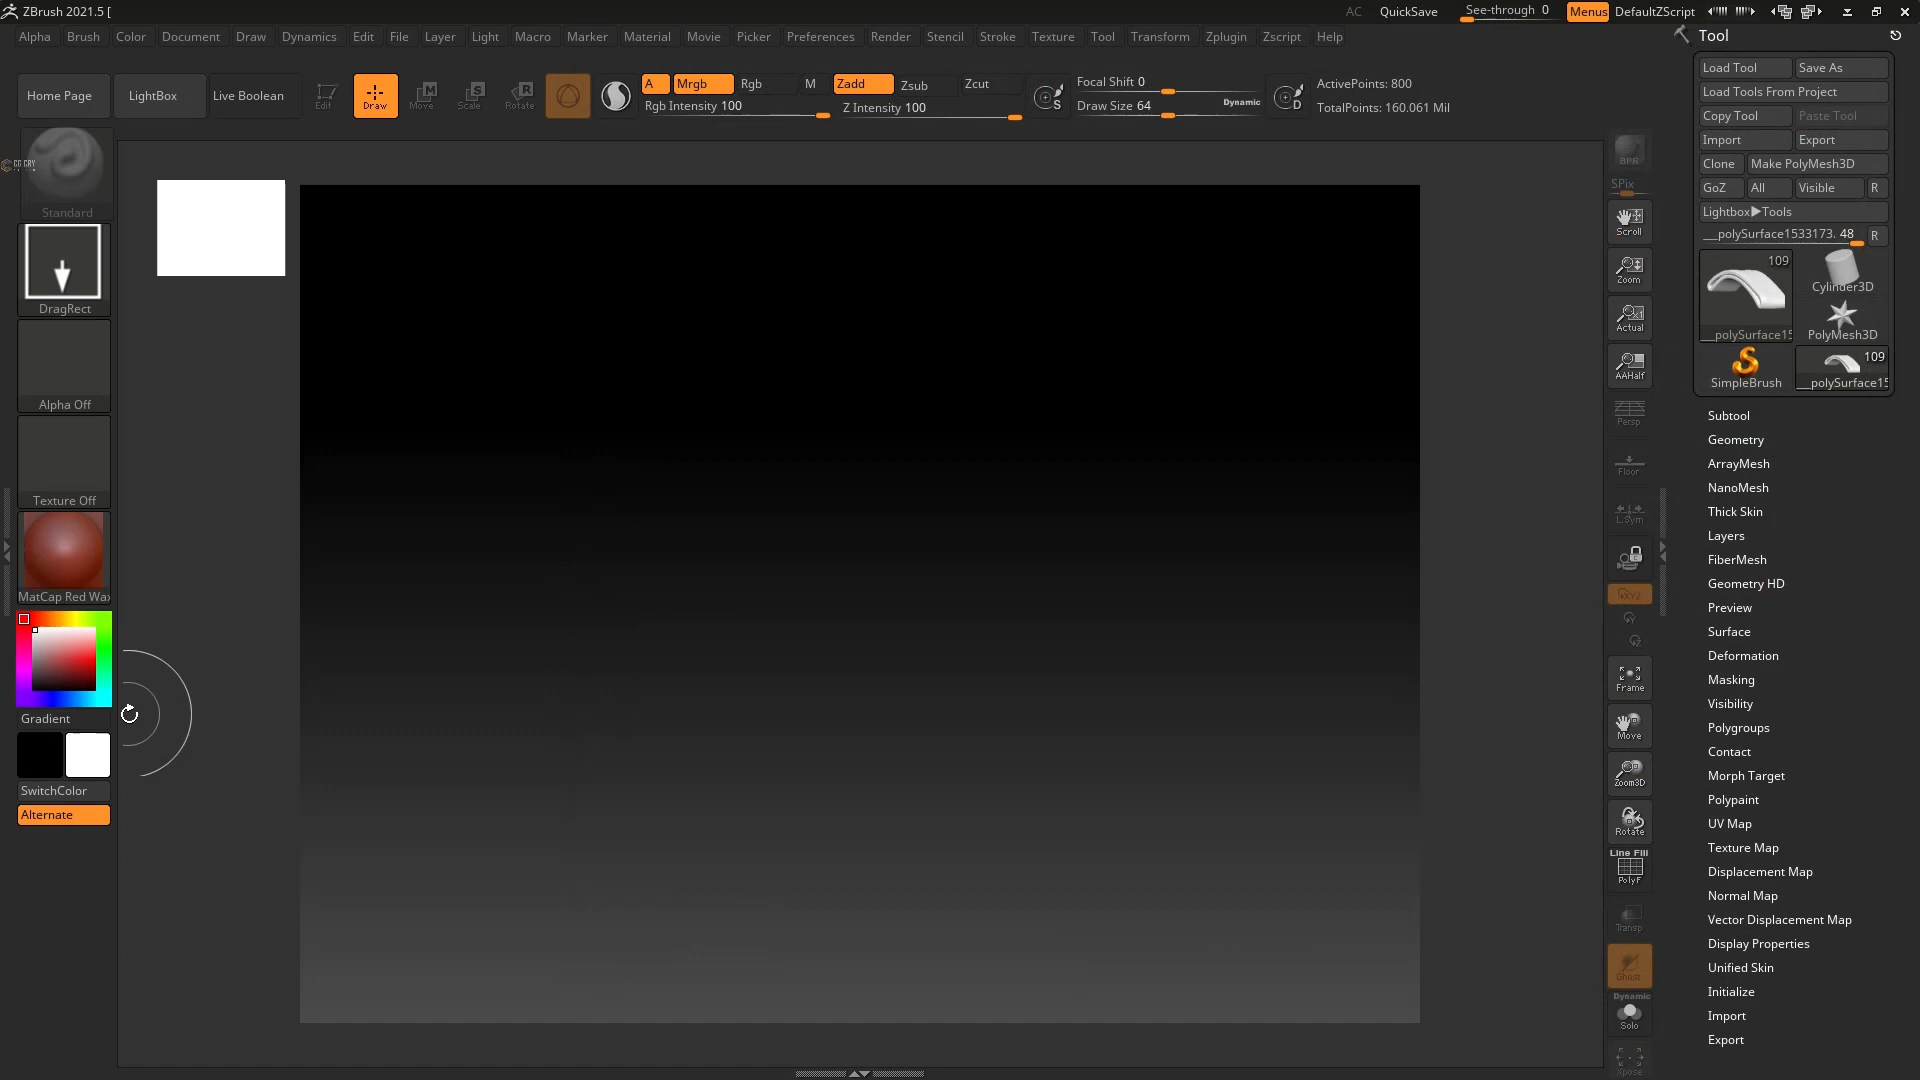 ZBrush 2021.5 [
AC QuickSave See-through 0 Menus DefaultZScript
Alpha Brush Color Document Draw Dynamics Edit File Layer Light Macro Marker Material Movie Picker Preferences Render Stencil Stroke Texture Tool Transform Zplugin Zscript Help
Home Page LightBox Live Boolean Edit Draw Move Scale Rotate
A Mrgb Rgb M Zadd Zsub Zcut
Rgb Intensity 100 Z Intensity 100
S Focal Shift 0
Draw Size 64 Dynamic D
ActivePoints: 800
TotalPoints: 160.061 Mil
CG CRY
Standard
DragRect
Alpha Off
Texture Off
MatCap Red Wax
Gradient
SwitchColor
Alternate
BPR
SPix
Scroll
Zoom
Actual
AAHalf
Persp
Floor
L.Sym
XYZ
Y
Z
Frame
Move
Zoom3D
Rotate
Line Fill
PolyF
Transp
Ghost
Dynamic
Solo
Xpose
Tool
Load Tool Save As
Load Tools From Project
Copy Tool Paste Tool
Import Export
Clone Make PolyMesh3D
GoZ All Visible R
Lightbox▶Tools
__polySurface1533173. 48 R
109
__polySurface15
Cylinder3D
PolyMesh3D
SimpleBrush
109
__polySurface15
Subtool
Geometry
ArrayMesh
NanoMesh
Thick Skin
Layers
FiberMesh
Geometry HD
Preview
Surface
Deformation
Masking
Visibility
Polygroups
Contact
Morph Target
Polypaint
UV Map
Texture Map
Displacement Map
Normal Map
Vector Displacement Map
Display Properties
Unified Skin
Initialize
Import
Export